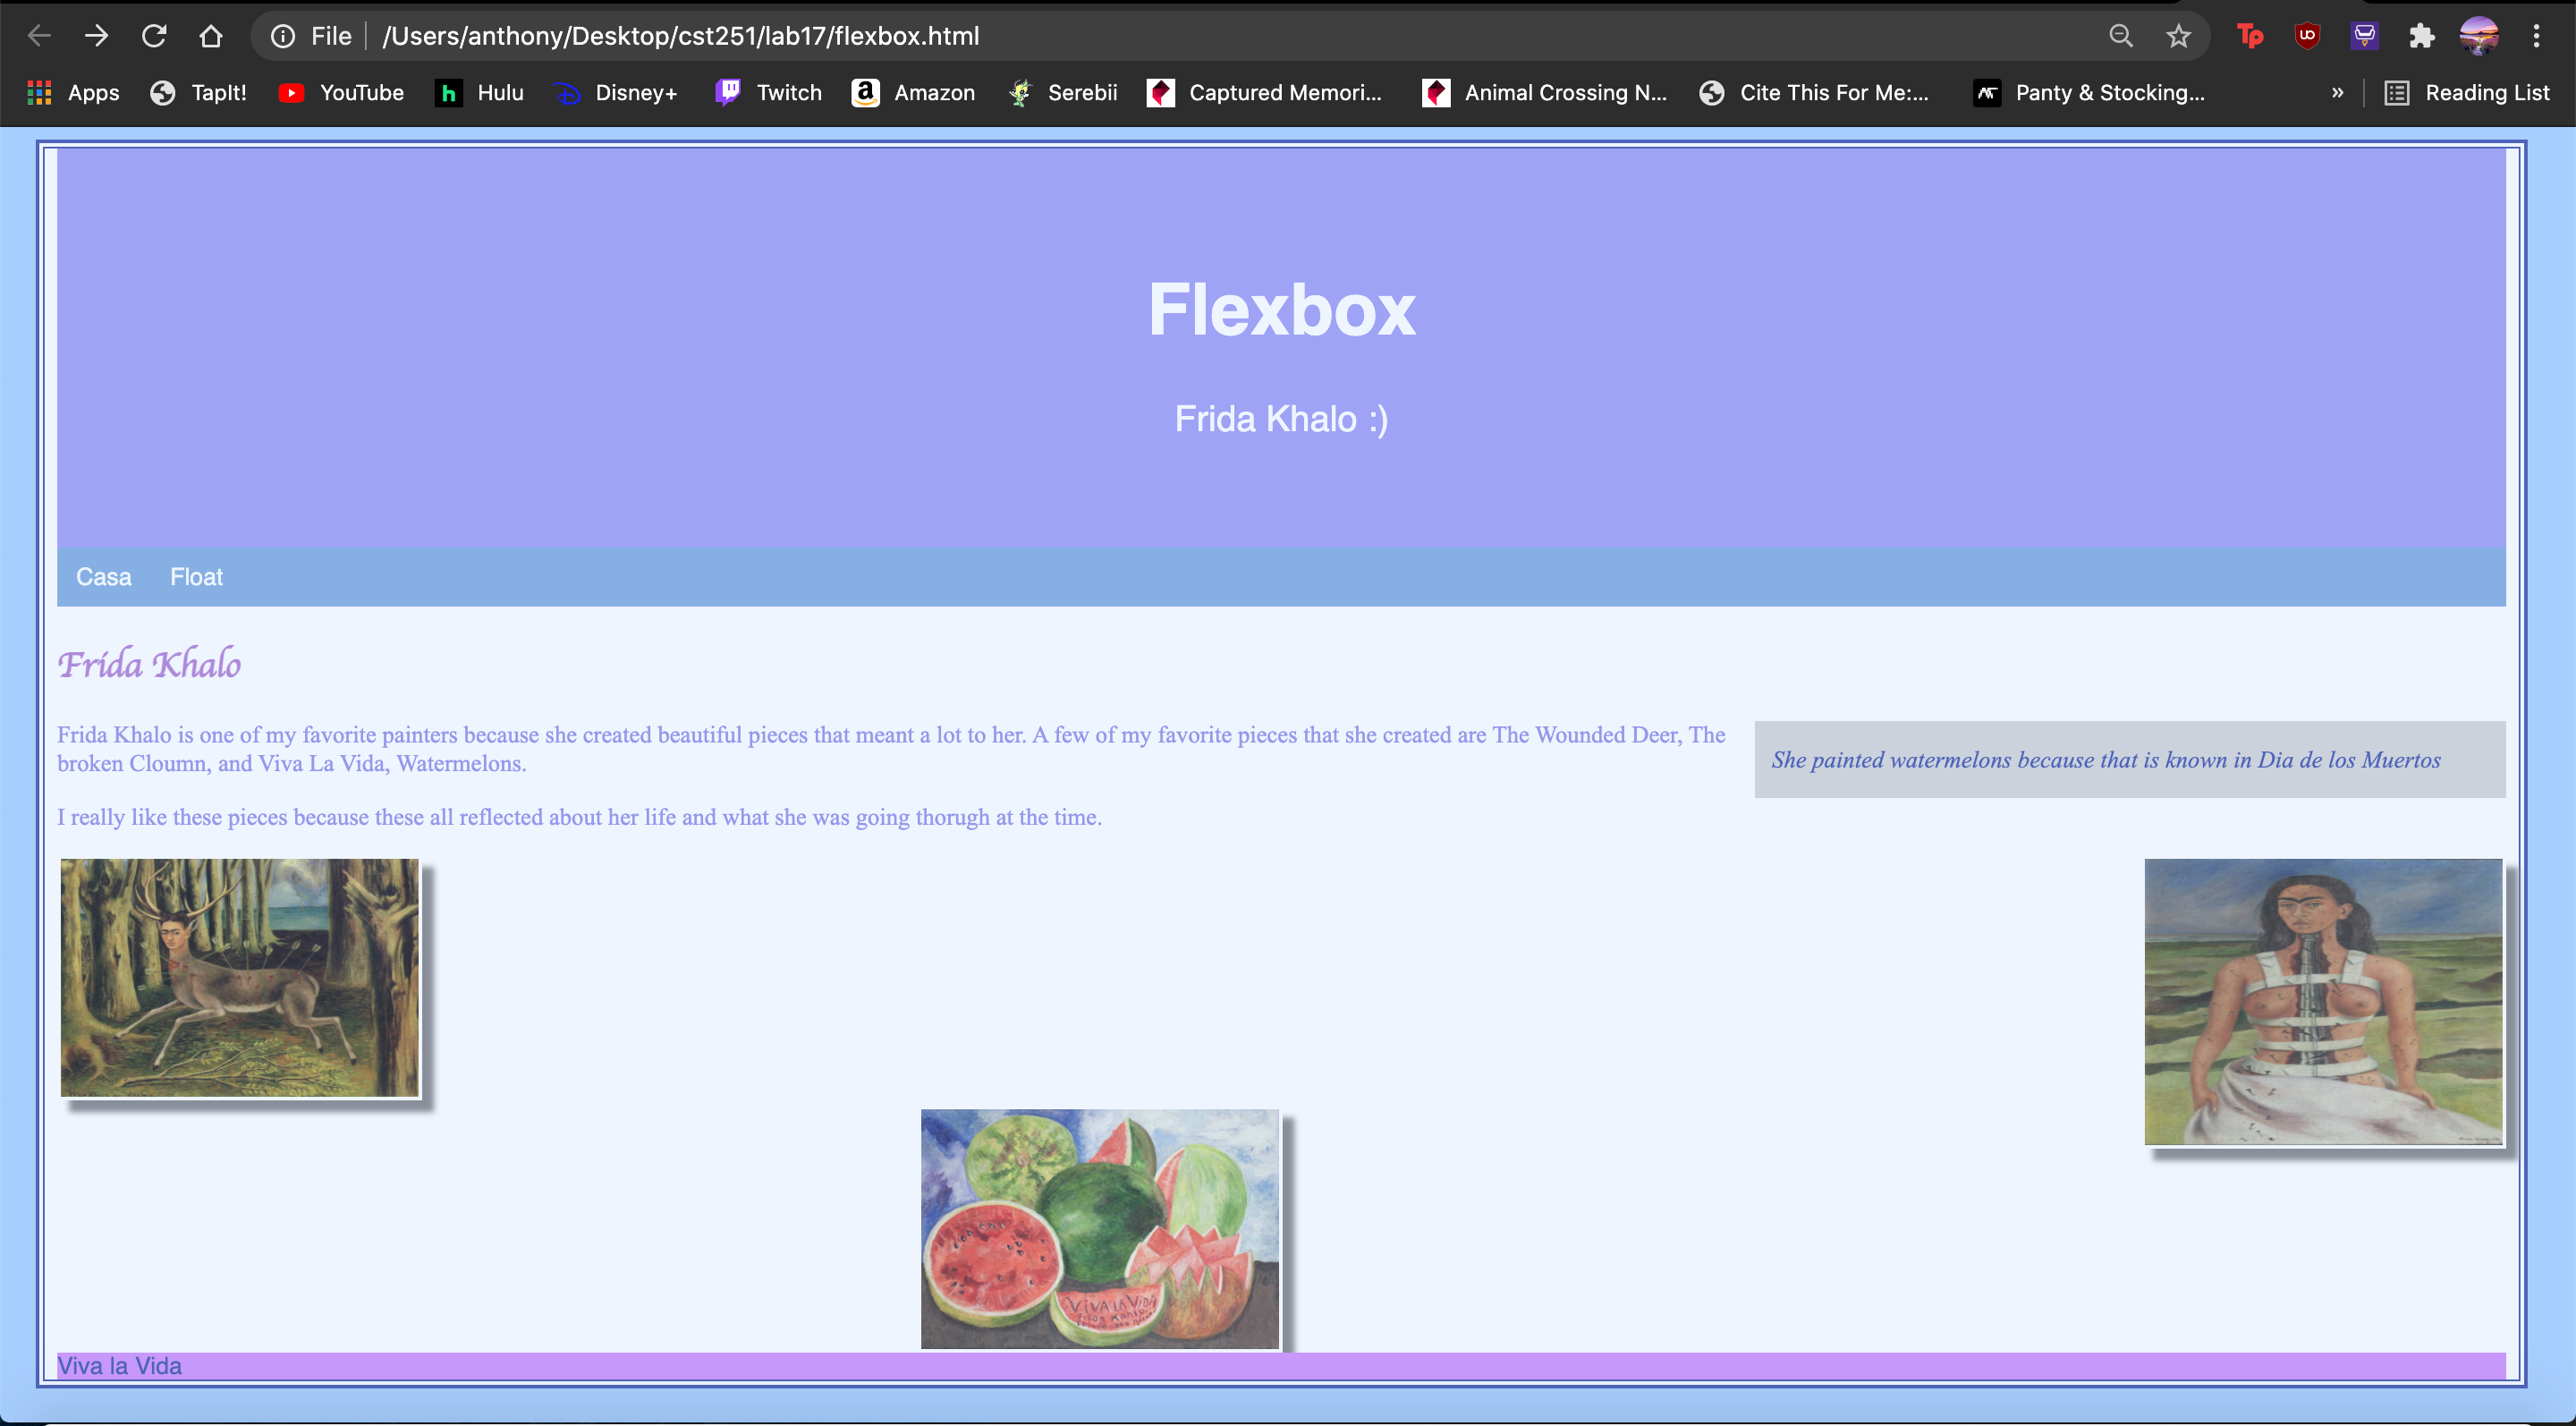 File /Users/anthony/Desktop/cst251/lab17/flexbox.html
Apps TapIt! YouTube Hulu Disney+ Twitch Amazon Serebii Captured Memori... Animal Crossing N... Cite This For Me:... Panty & Stocking... » Reading List
Flexbox
Frida Khalo :)
Casa Float
Frida Khalo
Frida Khalo is one of my favorite painters because she created beautiful pieces that meant a lot to her. A few of my favorite pieces that she created are The Wounded Deer, The
broken Cloumn, and Viva La Vida, Watermelons.
She painted watermelons because that is known in Dia de los Muertos
I really like these pieces because these all reflected about her life and what she was going thorugh at the time.
VIVA LA VIDA
Viva la Vida